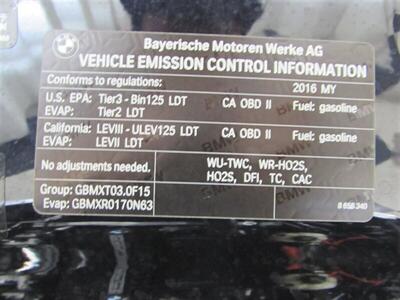 Bayerische Motoren Werke AG
VEHICLE EMISSION CONTROL INFORMATION
Conforms to regulations: 2016 MY
U.S. EPA: Tier3 - Bin125 LDT CA OBD II Fuel: gasoline
EVAP: Tier2 LDT
California: LEVIII - ULEV125 LDT CA OBD II Fuel: gasoline
EVAP: LEVII LDT
No adjustments needed. WU-TWC, WR-HO2S,
HO2S, DFI, TC, CAC
Group: GBMXT03.0F15
Evap: GBMXR0170N63
8 658 340